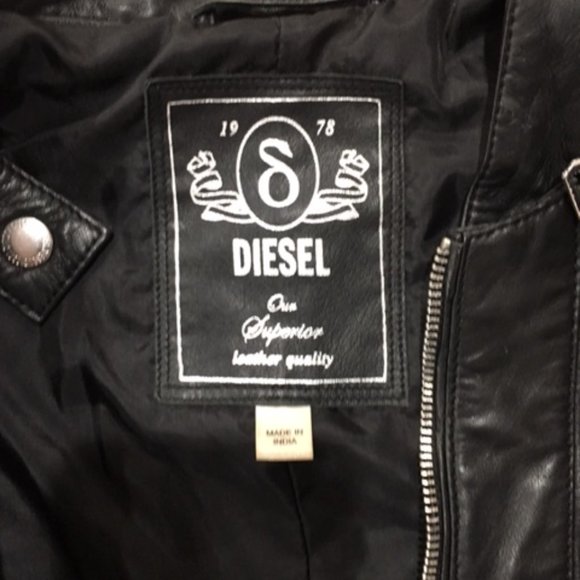 19 78
DIESEL
Our
Superior
leather quality
MADE IN
INDIA